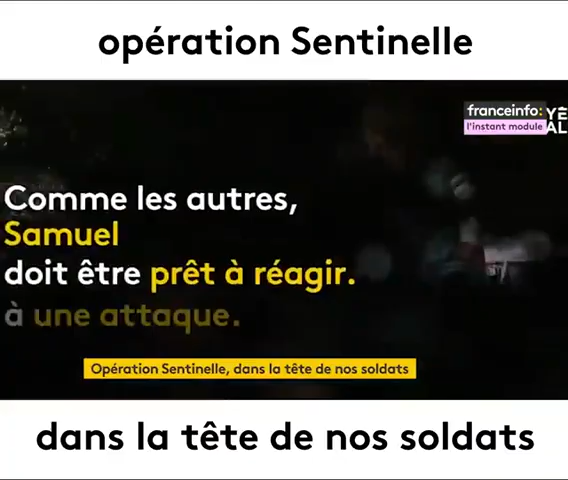 opération Sentinelle
franceinfo:
l'instant module
Comme les autres,
Samuel
doit être prêt à réagir.
à une attaque.
Opération Sentinelle, dans la tête de nos soldats
dans la tête de nos soldats